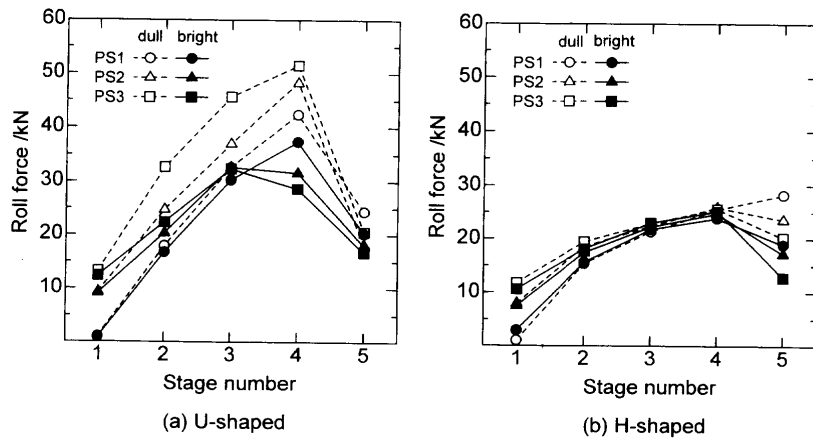 60
50
40
30
20
10
Roll force /kN
dull bright
PS1
PS2
PS3
1 2 3 4 5
Stage number
(a) U-shaped
60
50
40
30
20
10
Roll force /kN
dull bright
PS1
PS2
PS3
1 2 3 4 5
Stage number
(b) H-shaped